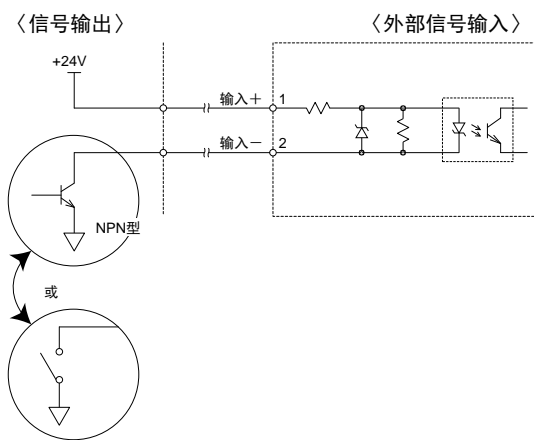 〈信号输出〉
〈外部信号输入〉
+24V
输入＋ 1
输入－ 2
NPN型
或